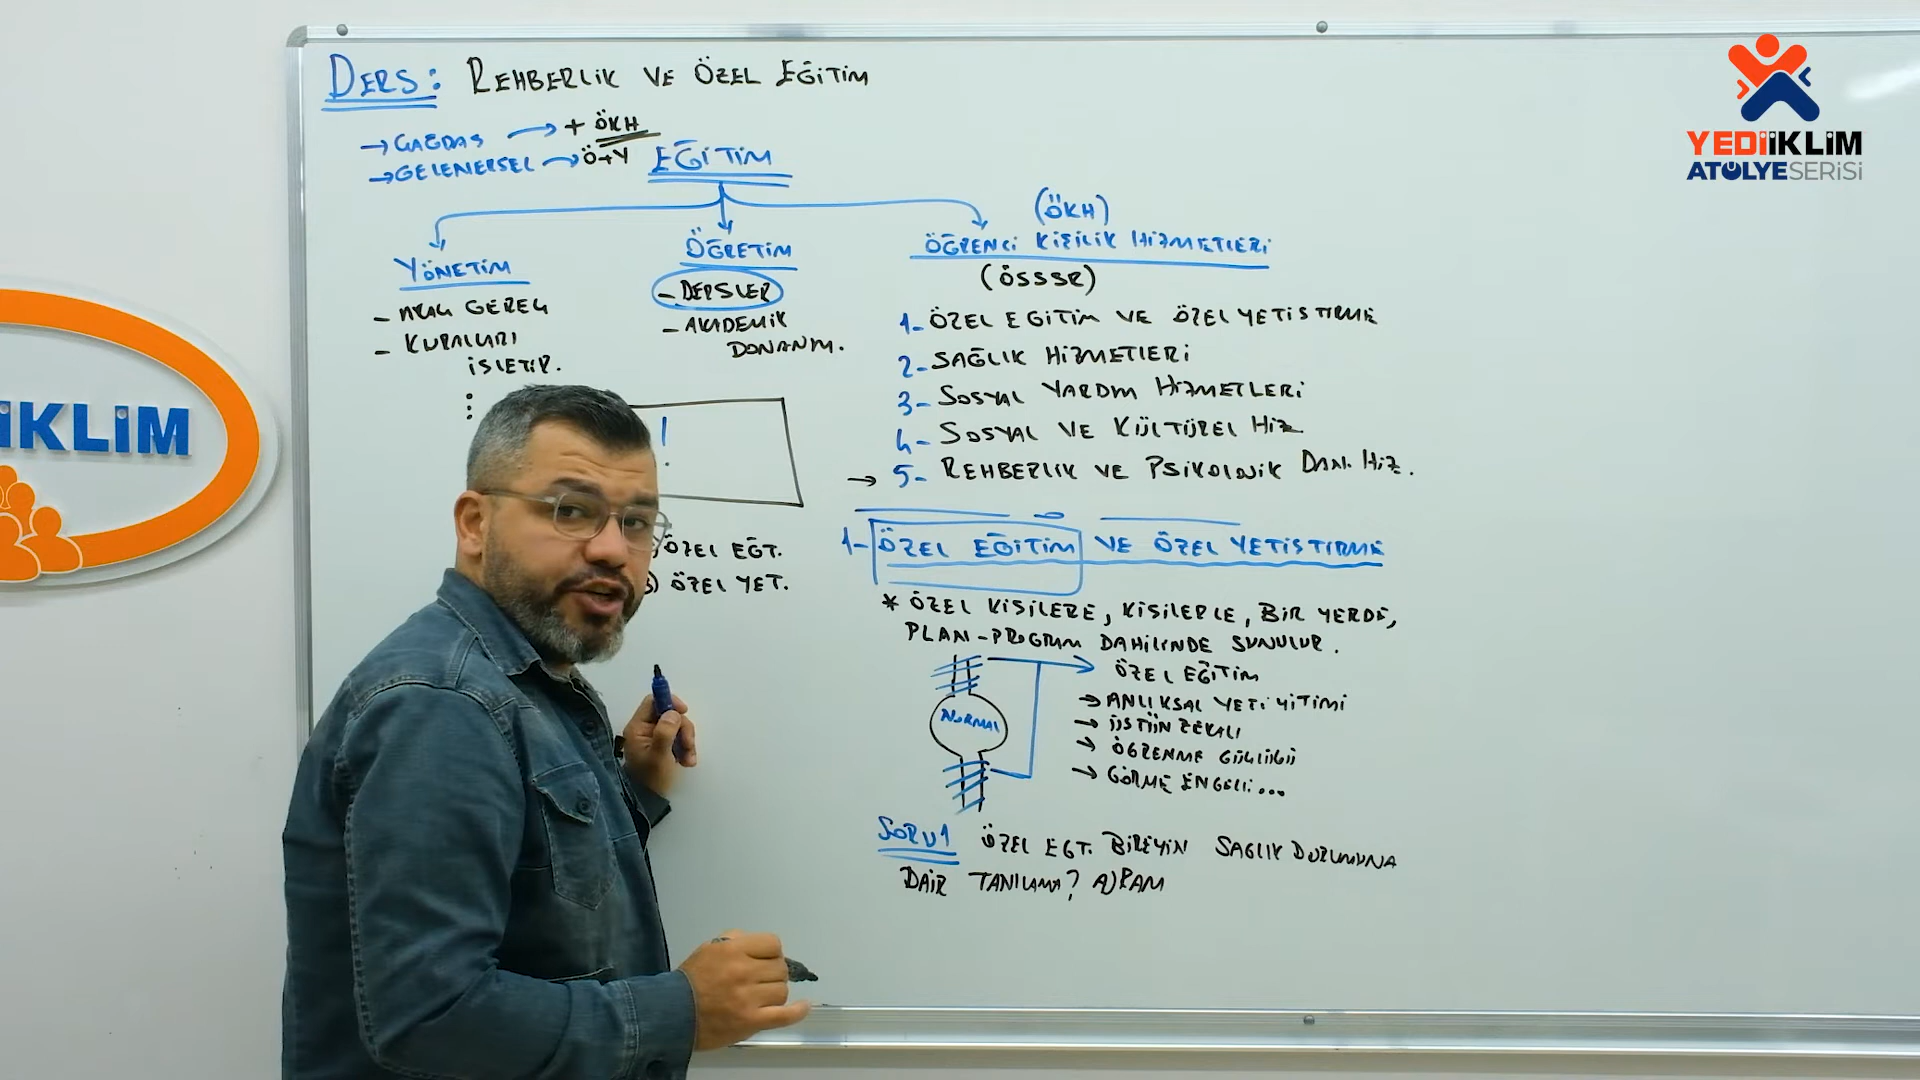 DERS: REHBERLİK VE ÖZEL EĞİTİM
→ ÇAĞDAŞ → + ÖKH
→ GELENEKSEL → Ö+Y
EĞİTİM
YÖNETİM
- ARAÇ GEREÇ
- KURALLARI
İŞLETİR.
ÖĞRETİM
- DERSLER
- AKADEMİK
DONANIM.
(ÖKH)
ÖĞRENCİ KİŞİLİK HİZMETLERİ
(ÖSSSR)
1- ÖZEL EĞİTİM VE ÖZEL YETİŞTİRME
2- SAĞLIK HİZMETLERİ
3- SOSYAL YARDIM HİZMETLERİ
4- SOSYAL VE KÜLTÜREL HİZ
→ 5- REHBERLİK VE PSİKOLOJİK DAN. HİZ.
!
ÖZEL EĞT.
ÖZEL YET.
1- ÖZEL EĞİTİM VE ÖZEL YETİŞTİRME
* ÖZEL KİŞİLERE, KİŞİLERLE, BİR YERDE,
PLAN-PROGRAM DAHİLİNDE SUNULUR.
NORMAL
ÖZEL EĞİTİM
→ ANLIKSAL YETİ YİTİMİ
→ ÜSTÜN ZEKALI
→ ÖĞRENME GÜÇLÜĞÜ
→ GÖRME ENGELLİ...
SORU1 ÖZEL EĞT. BİREYİN SAĞLIK DURUMUNA
DAİR TANILAMA? A)RAM
YEDİİKLİM
ATÖLYESERİSİ
İİKLİM